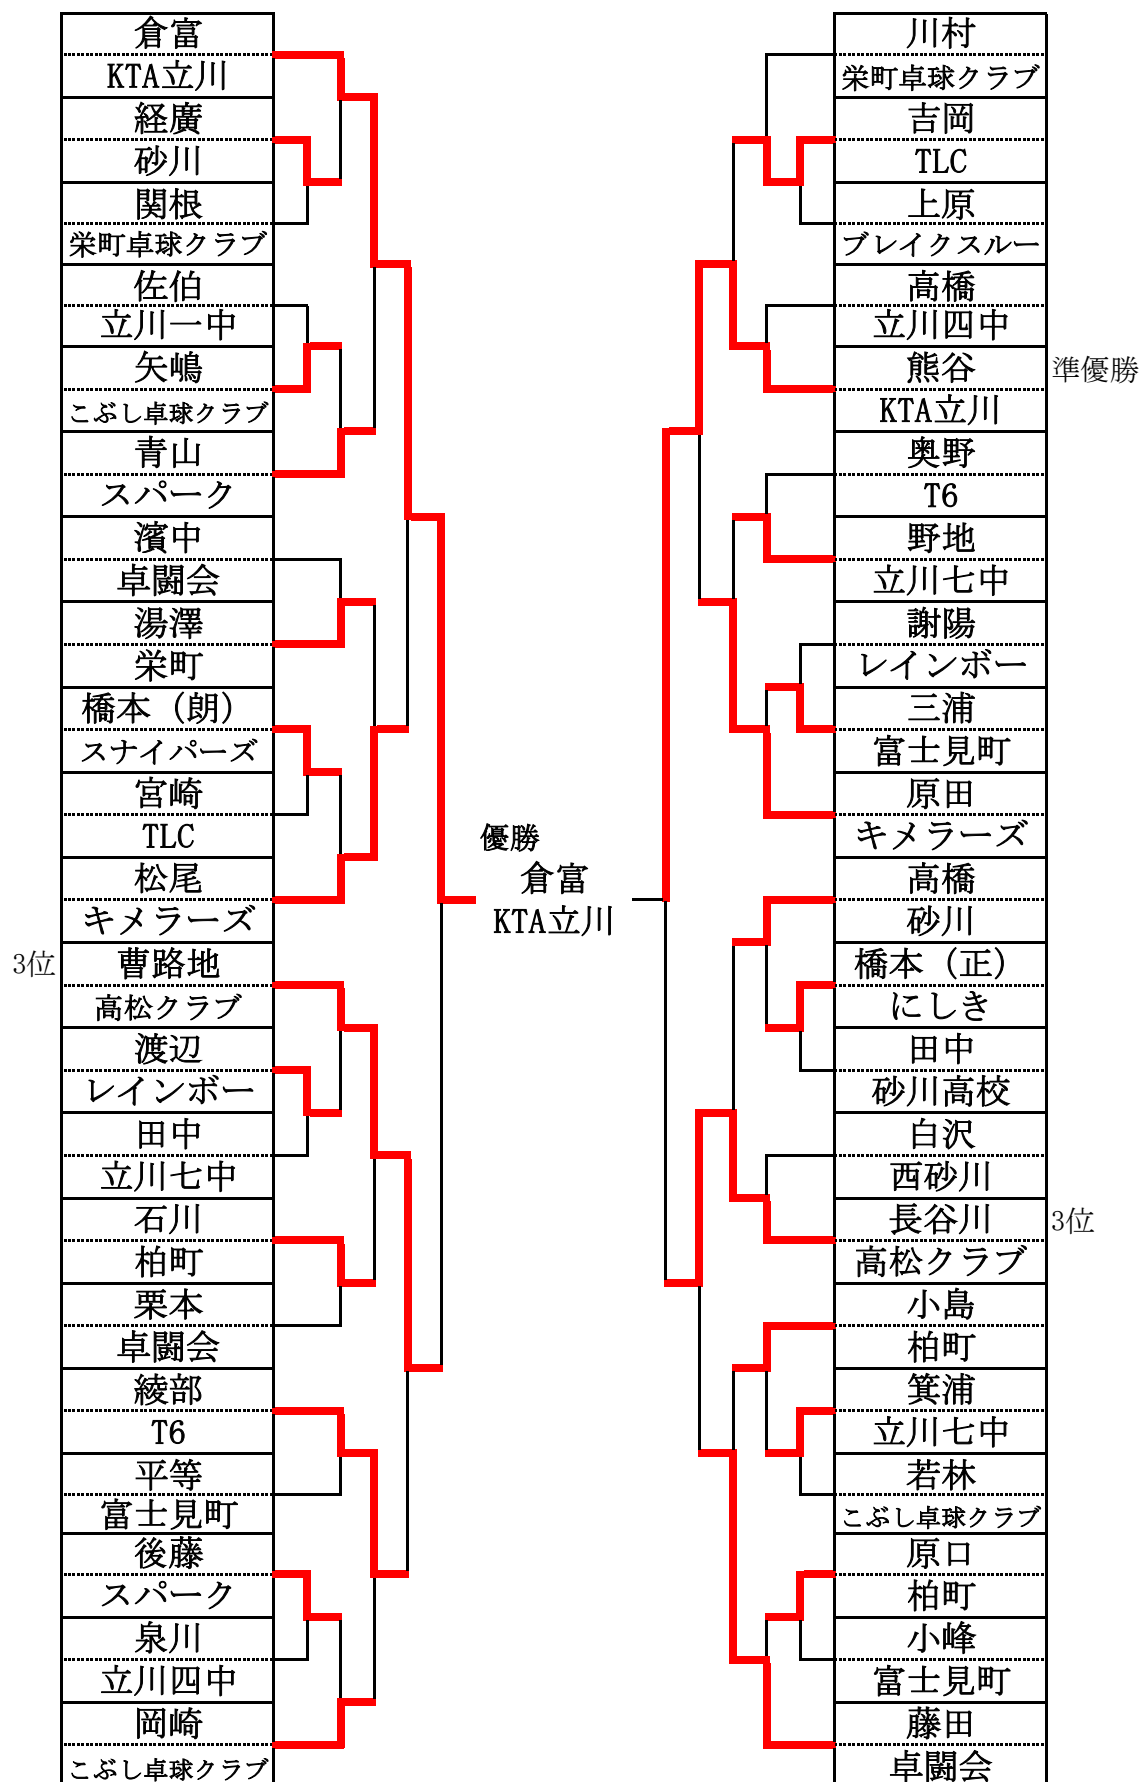 倉富
KTA立川
経廣
砂川
関根
栄町卓球クラブ
佐伯
立川一中
矢嶋
こぶし卓球クラブ
青山
スパーク
濱中
卓闘会
湯澤
栄町
橋本（朗）
スナイパーズ
宮崎
TLC
松尾
キメラーズ
3位
曹路地
高松クラブ
渡辺
レインボー
田中
立川七中
石川
柏町
栗本
卓闘会
綾部
T6
平等
富士見町
後藤
スパーク
泉川
立川四中
岡崎
こぶし卓球クラブ
優勝
倉富
KTA立川
川村
栄町卓球クラブ
吉岡
TLC
上原
ブレイクスルー
高橋
立川四中
熊谷
準優勝
KTA立川
奥野
T6
野地
立川七中
謝陽
レインボー
三浦
富士見町
原田
キメラーズ
高橋
砂川
橋本（正）
にしき
田中
砂川高校
白沢
西砂川
長谷川
3位
高松クラブ
小島
柏町
箕浦
立川七中
若林
こぶし卓球クラブ
原口
柏町
小峰
富士見町
藤田
卓闘会